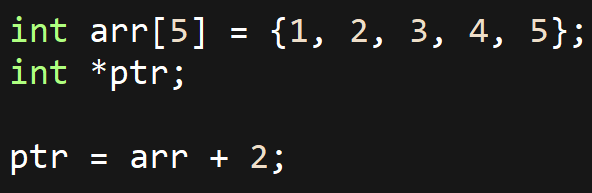 int arr[5] = {1, 2, 3, 4, 5};
int *ptr;
ptr = arr + 2;